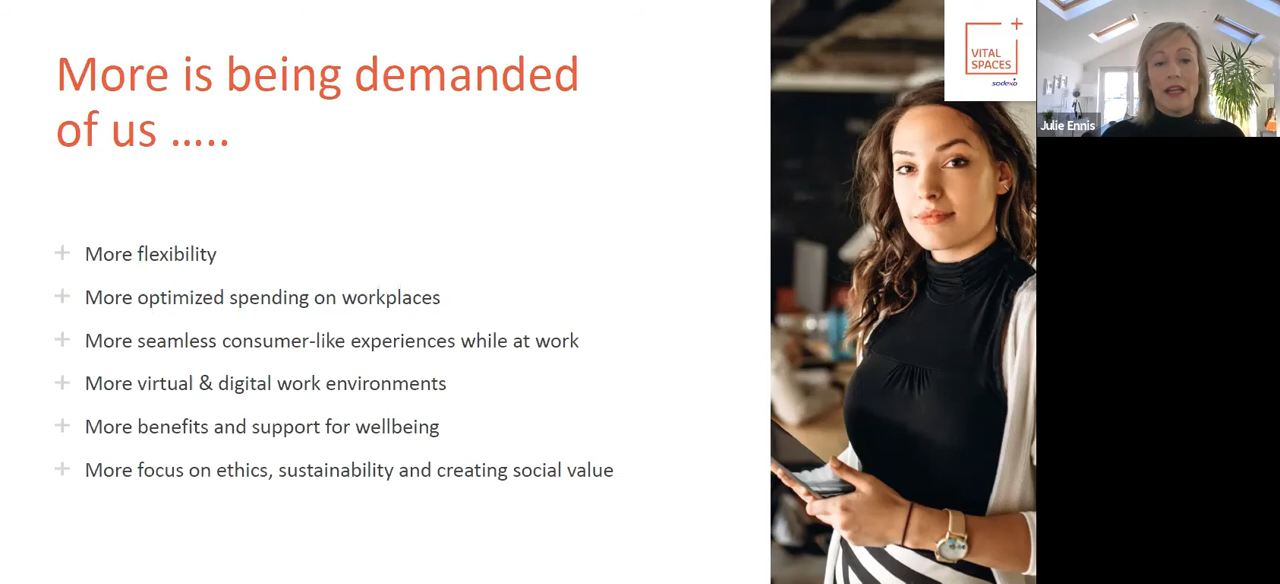 More is being demanded
of us .....
More flexibility
More optimized spending on workplaces
More seamless consumer-like experiences while at work
More virtual & digital work environments
More benefits and support for wellbeing
More focus on ethics, sustainability and creating social value
VITAL
SPACES
sodexo
Julie Ennis